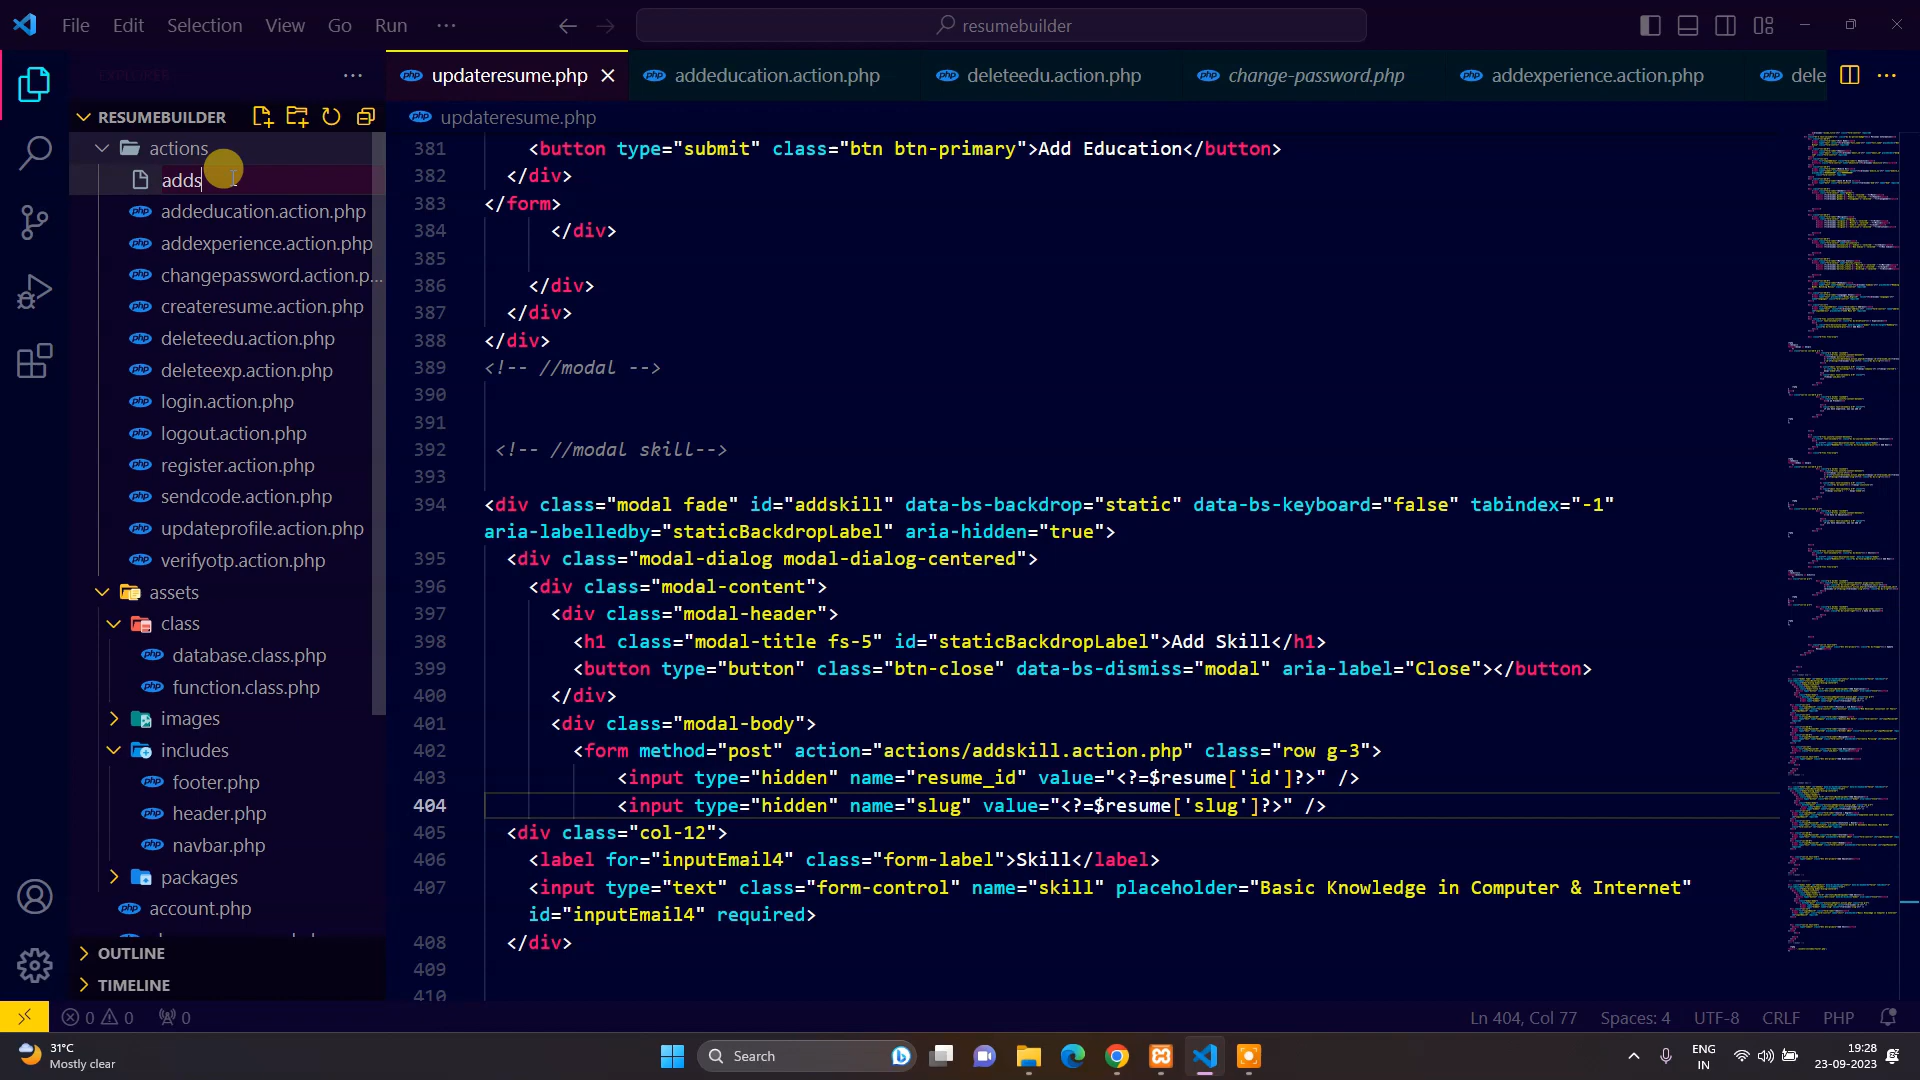 File Edit Selection View Go Run ···
resumebuilder
EXPLORER
updateresume.php
addeducation.action.php
deleteedu.action.php
change-password.php
addexperience.action.php
dele
RESUMEBUILDER
actions
adds
addeducation.action.php
addexperience.action.php
changepassword.action.p...
createresume.action.php
deleteedu.action.php
deleteexp.action.php
login.action.php
logout.action.php
register.action.php
sendcode.action.php
updateprofile.action.php
verifyotp.action.php
assets
class
database.class.php
function.class.php
images
includes
footer.php
header.php
navbar.php
packages
account.php
OUTLINE
TIMELINE
updateresume.php
381 <button type="submit" class="btn btn-primary">Add Education</button>
382 </div>
383 </form>
384 </div>
385
386 </div>
387 </div>
388 </div>
389 <!-- //modal -->
390
391
392 <!-- //modal skill-->
393
394 <div class="modal fade" id="addskill" data-bs-backdrop="static" data-bs-keyboard="false" tabindex="-1"
aria-labelledby="staticBackdropLabel" aria-hidden="true">
395 <div class="modal-dialog modal-dialog-centered">
396 <div class="modal-content">
397 <div class="modal-header">
398 <h1 class="modal-title fs-5" id="staticBackdropLabel">Add Skill</h1>
399 <button type="button" class="btn-close" data-bs-dismiss="modal" aria-label="Close"></button>
400 </div>
401 <div class="modal-body">
402 <form method="post" action="actions/addskill.action.php" class="row g-3">
403 <input type="hidden" name="resume_id" value="<?=$resume['id']?>" />
404 <input type="hidden" name="slug" value="<?=$resume['slug']?>" />
405 <div class="col-12">
406 <label for="inputEmail4" class="form-label">Skill</label>
407 <input type="text" class="form-control" name="skill" placeholder="Basic Knowledge in Computer & Internet"
id="inputEmail4" required>
408 </div>
409
410
0 0 0
Ln 404, Col 77 Spaces: 4 UTF-8 CRLF PHP
31°C
Mostly clear
Search
ENG
IN
19:28
23-09-2023